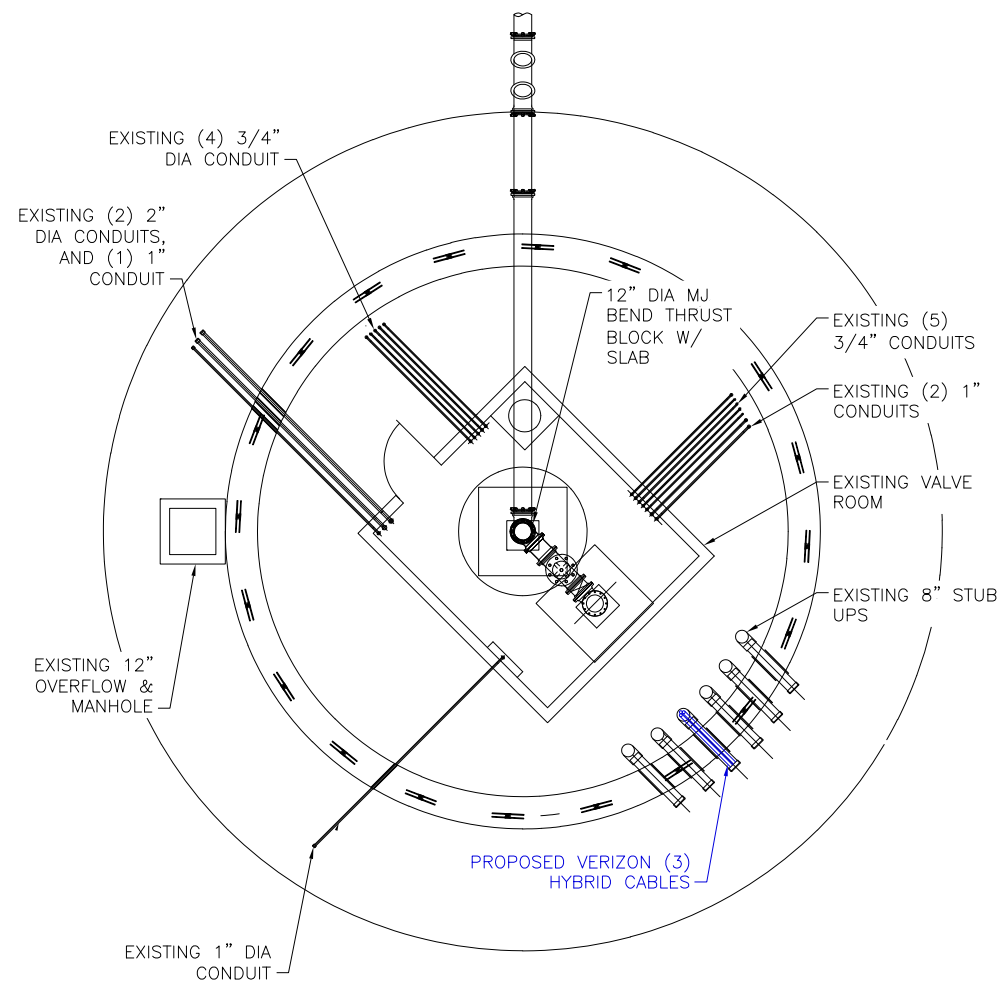 EXISTING (4) 3/4"
DIA CONDUIT
EXISTING (2) 2"
DIA CONDUITS,
AND (1) 1"
CONDUIT
12" DIA MJ
BEND THRUST
BLOCK W/
SLAB
EXISTING (5)
3/4" CONDUITS
EXISTING (2) 1"
CONDUITS
EXISTING VALVE
ROOM
EXISTING 8" STUB
UPS
EXISTING 12"
OVERFLOW &
MANHOLE
PROPOSED VERIZON (3)
HYBRID CABLES
EXISTING 1" DIA
CONDUIT